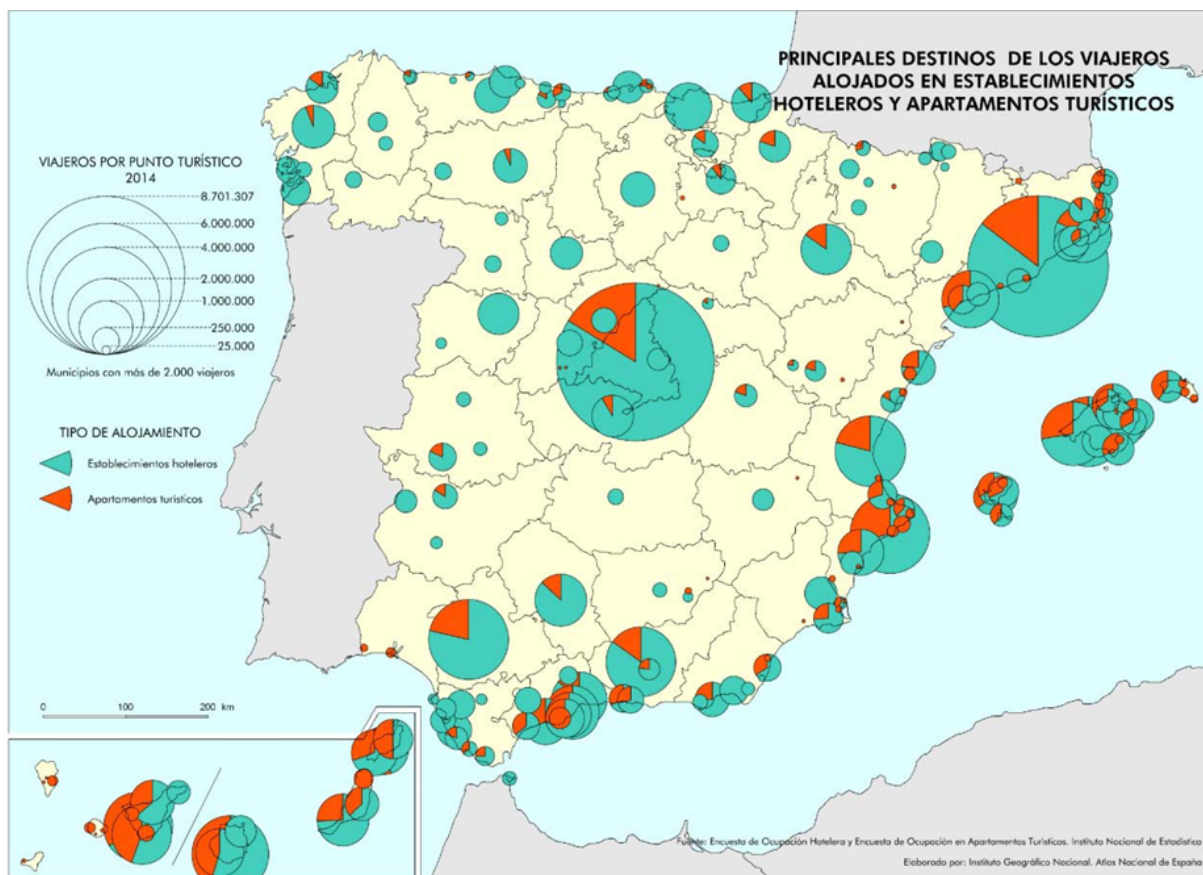 PRINCIPALES DESTINOS DE LOS VIAJEROS
ALOJADOS EN ESTABLECIMIENTOS
HOTELEROS Y APARTAMENTOS TURÍSTICOS
VIAJEROS POR PUNTO TURÍSTICO
2014
8.701.307
6.000.000
4.000.000
2.000.000
1.000.000
250.000
25.000
Municipios con más de 2.000 viajeros
TIPO DE ALOJAMIENTO
Establecimientos hoteleros
Apartamentos turísticos
0 100 200 km
Fuente: Encuesta de Ocupación Hotelera y Encuesta de Ocupación en Apartamentos Turísticos. Instituto Nacional de Estadística
Elaborado por: Instituto Geográfico Nacional. Atlas Nacional de España